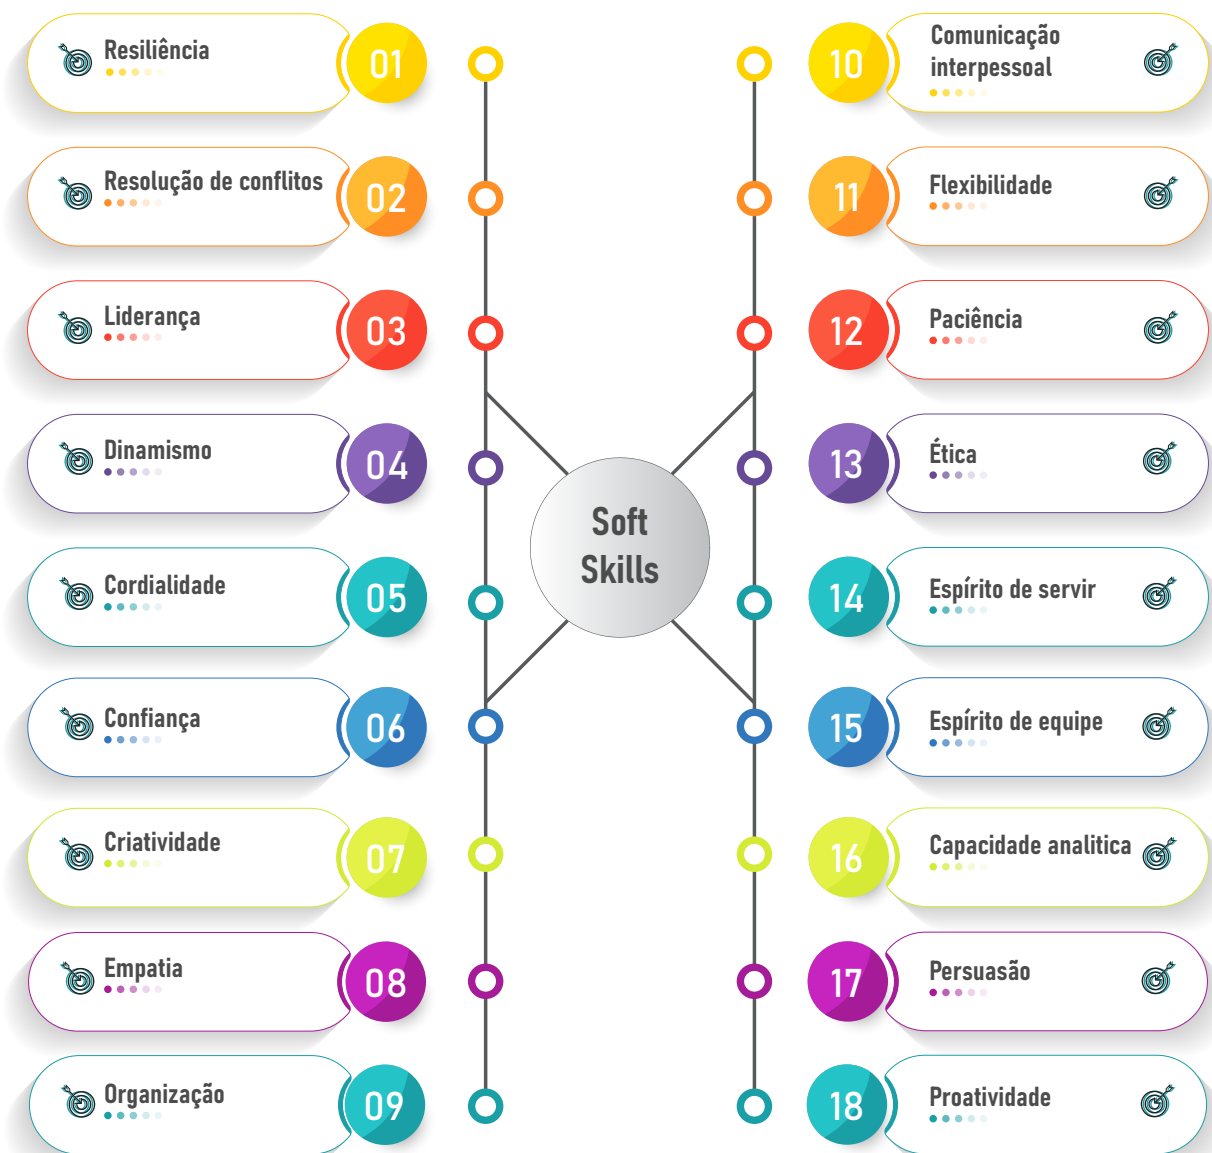 Resiliência
01
Resolução de conflitos
02
Liderança
03
Dinamismo
04
Cordialidade
05
Confiança
06
Criatividade
07
Empatia
08
Organização
09
Soft
Skills
10
Comunicação
interpessoal
11
Flexibilidade
12
Paciência
13
Ética
14
Espírito de servir
15
Espírito de equipe
16
Capacidade analitica
17
Persuasão
18
Proatividade